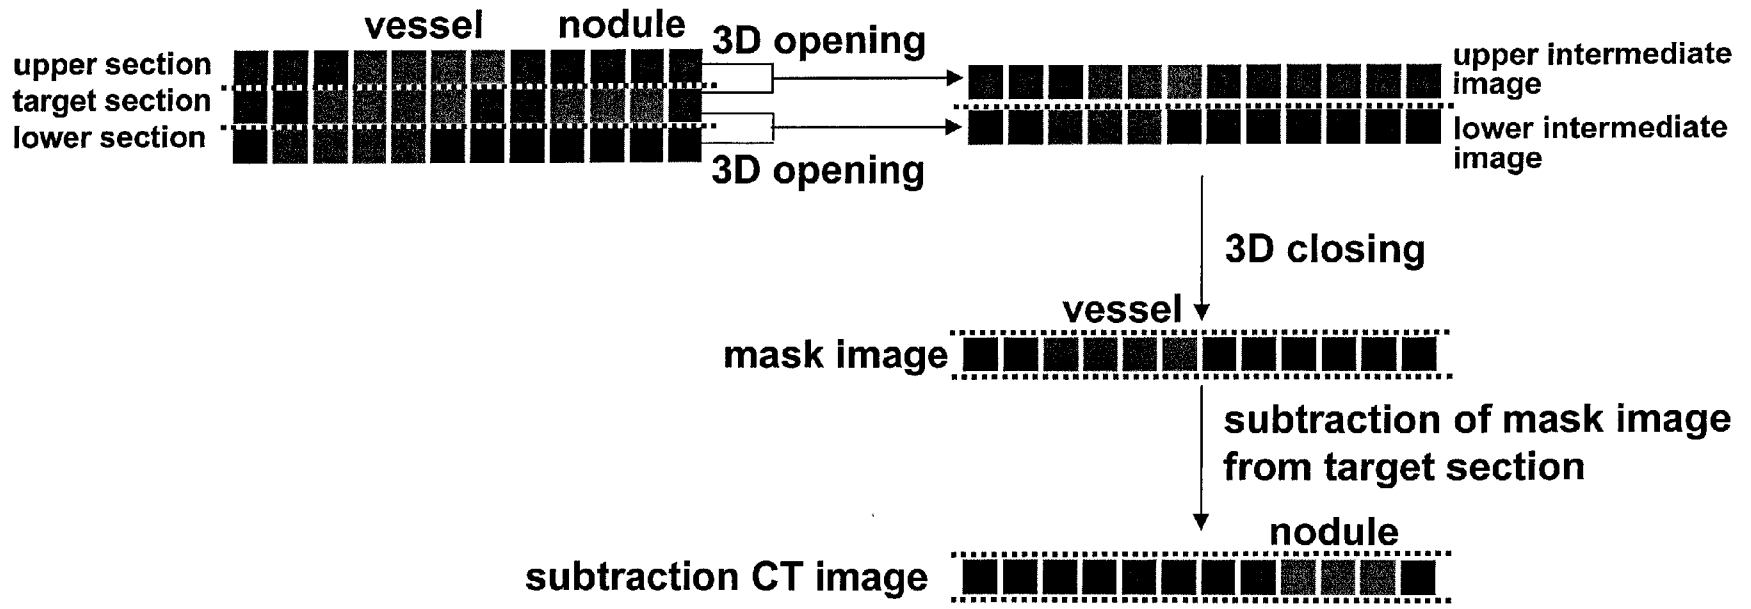 vessel nodule
upper section
target section
lower section
3D opening
3D opening
upper intermediate
image
lower intermediate
image
3D closing
vessel
mask image
subtraction of mask image
from target section
nodule
subtraction CT image